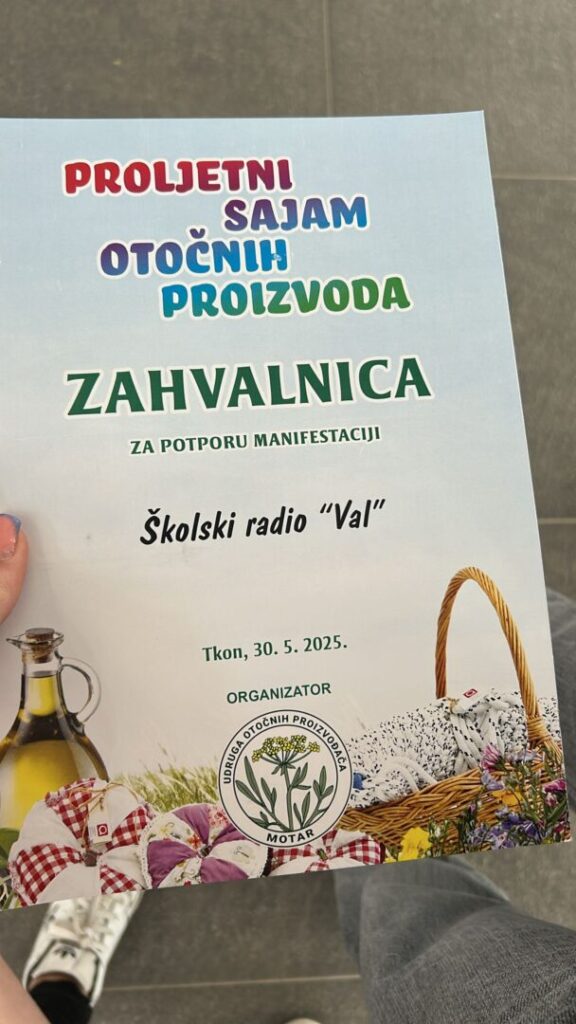 PROLJETNI
SAJAM
OTOČNIH
PROIZVODA
ZAHVALNICA
ZA POTPORU MANIFESTACIJI
Školski radio “Val”
Tkon, 30. 5. 2025.
ORGANIZATOR
UDRUGA OTOČNIH PROIZVOĐAČA
MOTAR